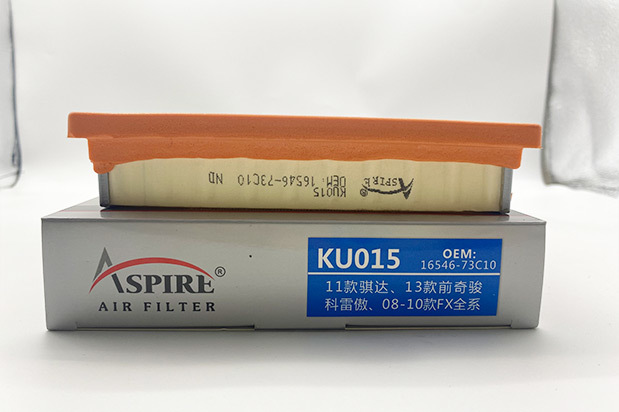 KU015
OEM: 16546-73C10 ND
ASPIRE
ASPIRE®
AIR FILTER
KU015
OEM:
16546-73C10
11款骐达、13款前奇骏
科雷傲、08-10款FX全系